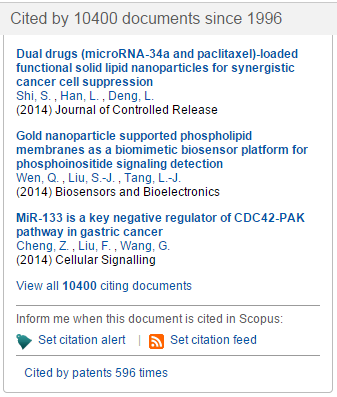 Cited by 10400 documents since 1996
Dual drugs (microRNA-34a and paclitaxel)-loaded
functional solid lipid nanoparticles for synergistic
cancer cell suppression
Shi, S. , Han, L. , Deng, L.
(2014) Journal of Controlled Release
Gold nanoparticle supported phospholipid
membranes as a biomimetic biosensor platform for
phosphoinositide signaling detection
Wen, Q. , Liu, S.-J. , Tang, L.-J.
(2014) Biosensors and Bioelectronics
MiR-133 is a key negative regulator of CDC42-PAK
pathway in gastric cancer
Cheng, Z. , Liu, F. , Wang, G.
(2014) Cellular Signalling
View all 10400 citing documents
Inform me when this document is cited in Scopus:
Set citation alert | Set citation feed
Cited by patents 596 times